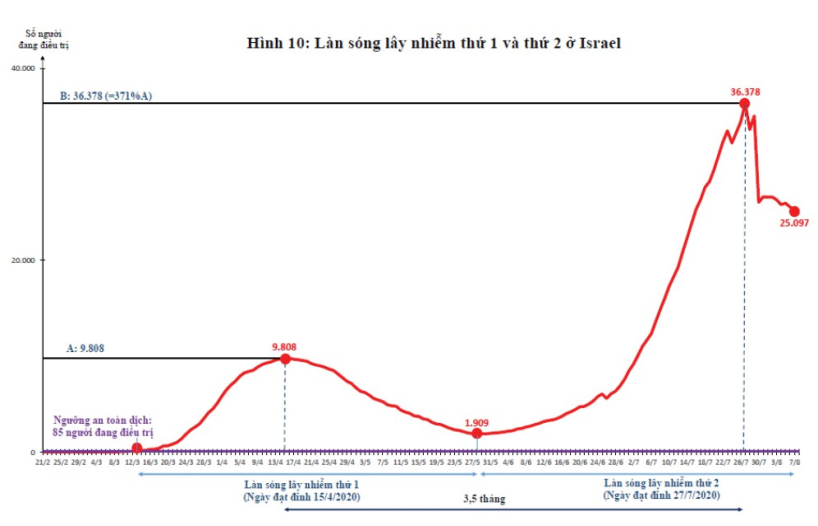 Số người
đang điều trị
Hình 10: Làn sóng lây nhiễm thứ 1 và thứ 2 ở Israel
40.000
B: 36.378 (=371%A)
36.378
25.097
20.000
9.808
A: 9.808
1.909
Ngưỡng an toàn dịch:
85 người đang điều trị
0
21/2 25/2 29/2 4/3 8/3 12/3 16/3 20/3 24/3 28/3 1/4 5/4 9/4 13/4 17/4 21/4 25/4 29/4 3/5 7/5 11/5 15/5 19/5 23/5 27/5 31/5 4/6 8/6 12/6 16/6 20/6 24/6 28/6 2/7 6/7 10/7 14/7 18/7 22/7 26/7 30/7 3/8 7/8
Làn sóng lây nhiễm thứ 1
(Ngày đạt đỉnh 15/4/2020)
Làn sóng lây nhiễm thứ 2
(Ngày đạt đỉnh 27/7/2020)
3,5 tháng